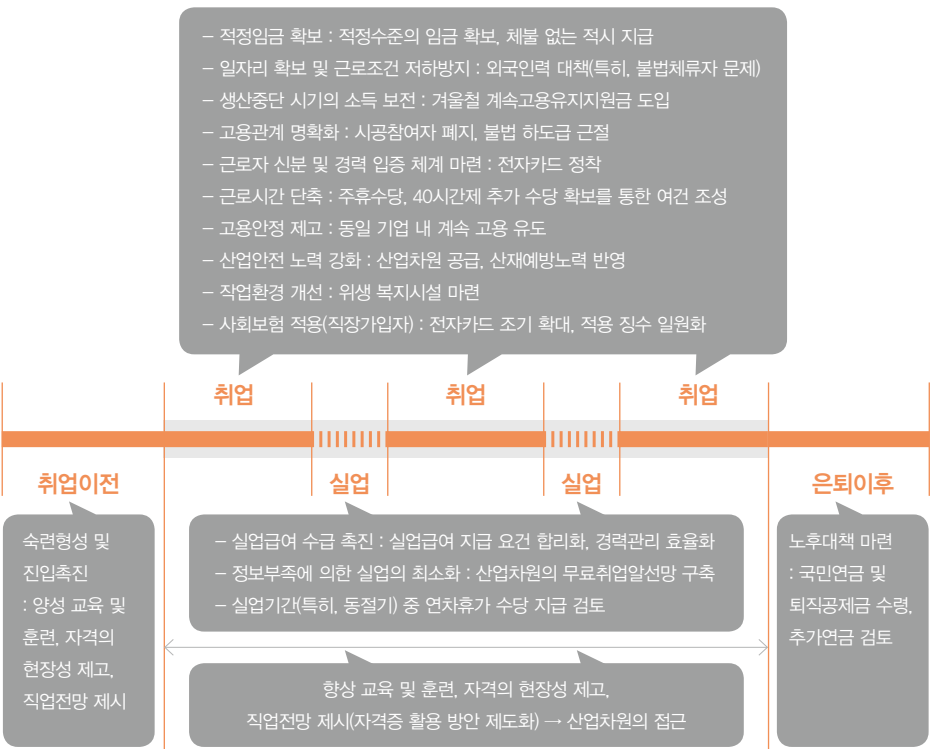 – 적정임금 확보 : 적정수준의 임금 확보, 체불 없는 적시 지급
– 일자리 확보 및 근로조건 저하방지 : 외국인력 대책(특히, 불법체류자 문제)
– 생산중단 시기의 소득 보전 : 겨울철 계속고용유지지원금 도입
– 고용관계 명확화 : 시공참여자 폐지, 불법 하도급 근절
– 근로자 신분 및 경력 입증 체계 마련 : 전자카드 정착
– 근로시간 단축 : 주휴수당, 40시간제 추가 수당 확보를 통한 여건 조성
– 고용안정 제고 : 동일 기업 내 계속 고용 유도
– 산업안전 노력 강화 : 산업차원 공급, 산재예방노력 반영
– 작업환경 개선 : 위생 복지시설 마련
– 사회보험 적용(직장가입자) : 전자카드 조기 확대, 적용 징수 일원화
취업
취업
취업
취업이전
실업
실업
은퇴이후
숙련형성 및
진입촉진
: 양성 교육 및
훈련, 자격의
현장성 제고,
직업전망 제시
– 실업급여 수급 촉진 : 실업급여 지급 요건 합리화, 경력관리 효율화
– 정보부족에 의한 실업의 최소화 : 산업차원의 무료취업알선망 구축
– 실업기간(특히, 동절기) 중 연차휴가 수당 지급 검토
노후대책 마련
: 국민연금 및
퇴직공제금 수령,
추가연금 검토
향상 교육 및 훈련, 자격의 현장성 제고,
직업전망 제시(자격증 활용 방안 제도화) → 산업차원의 접근